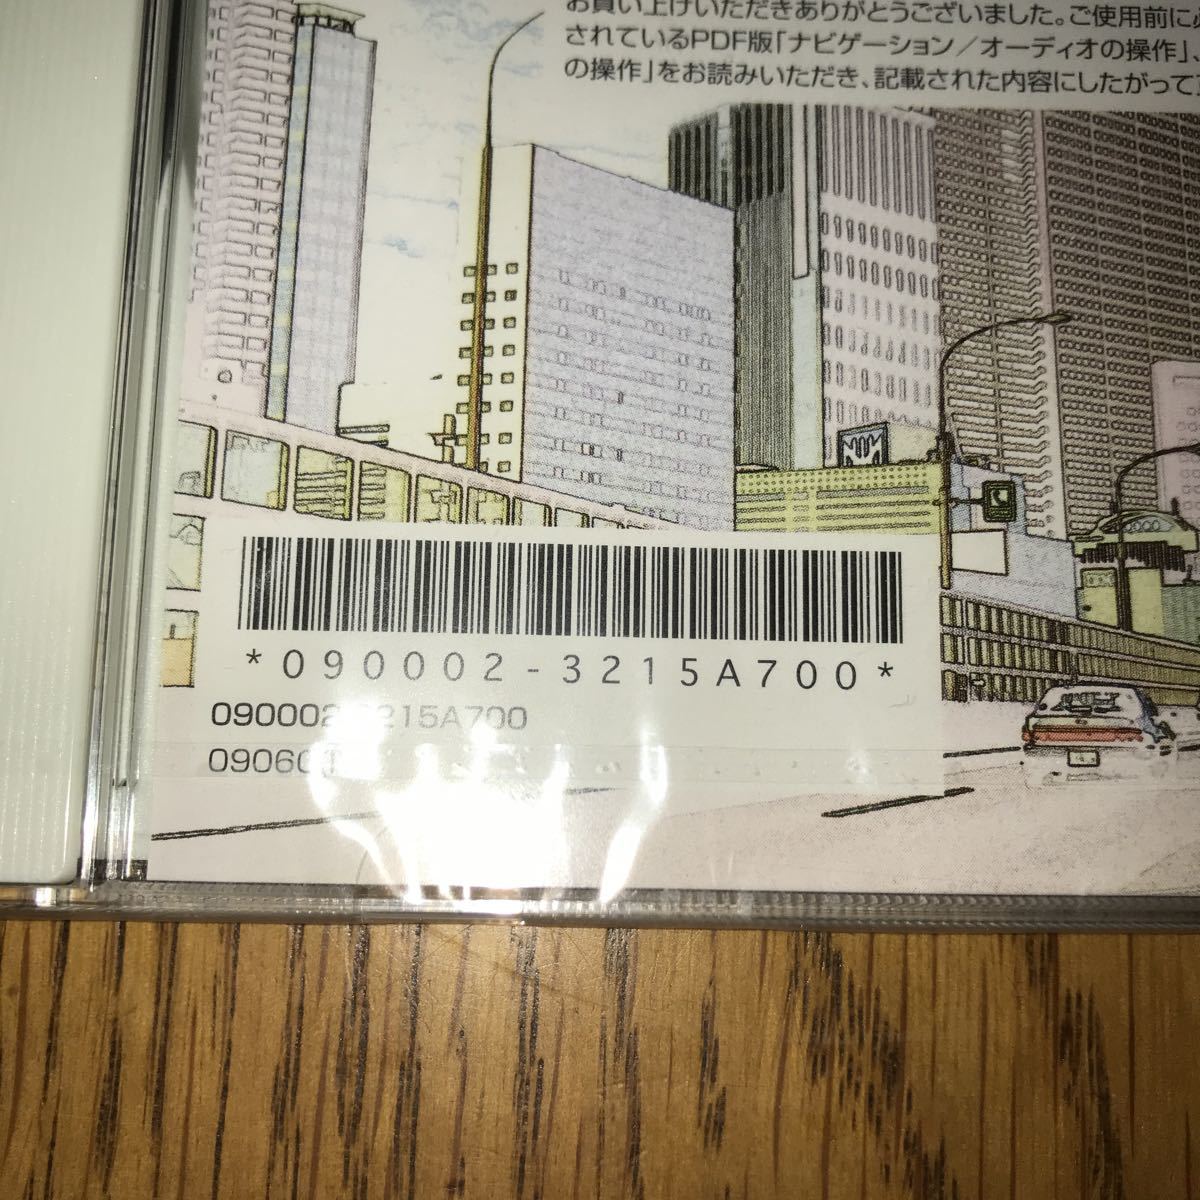 お買い上げいただきありがとうございました。ご使用前に
されているPDF版「ナビゲーション／オーディオの操作」、
の操作」をお読みいただき、記載された内容にしたがって
*090002-3215A700*
090002-3215A700
09060